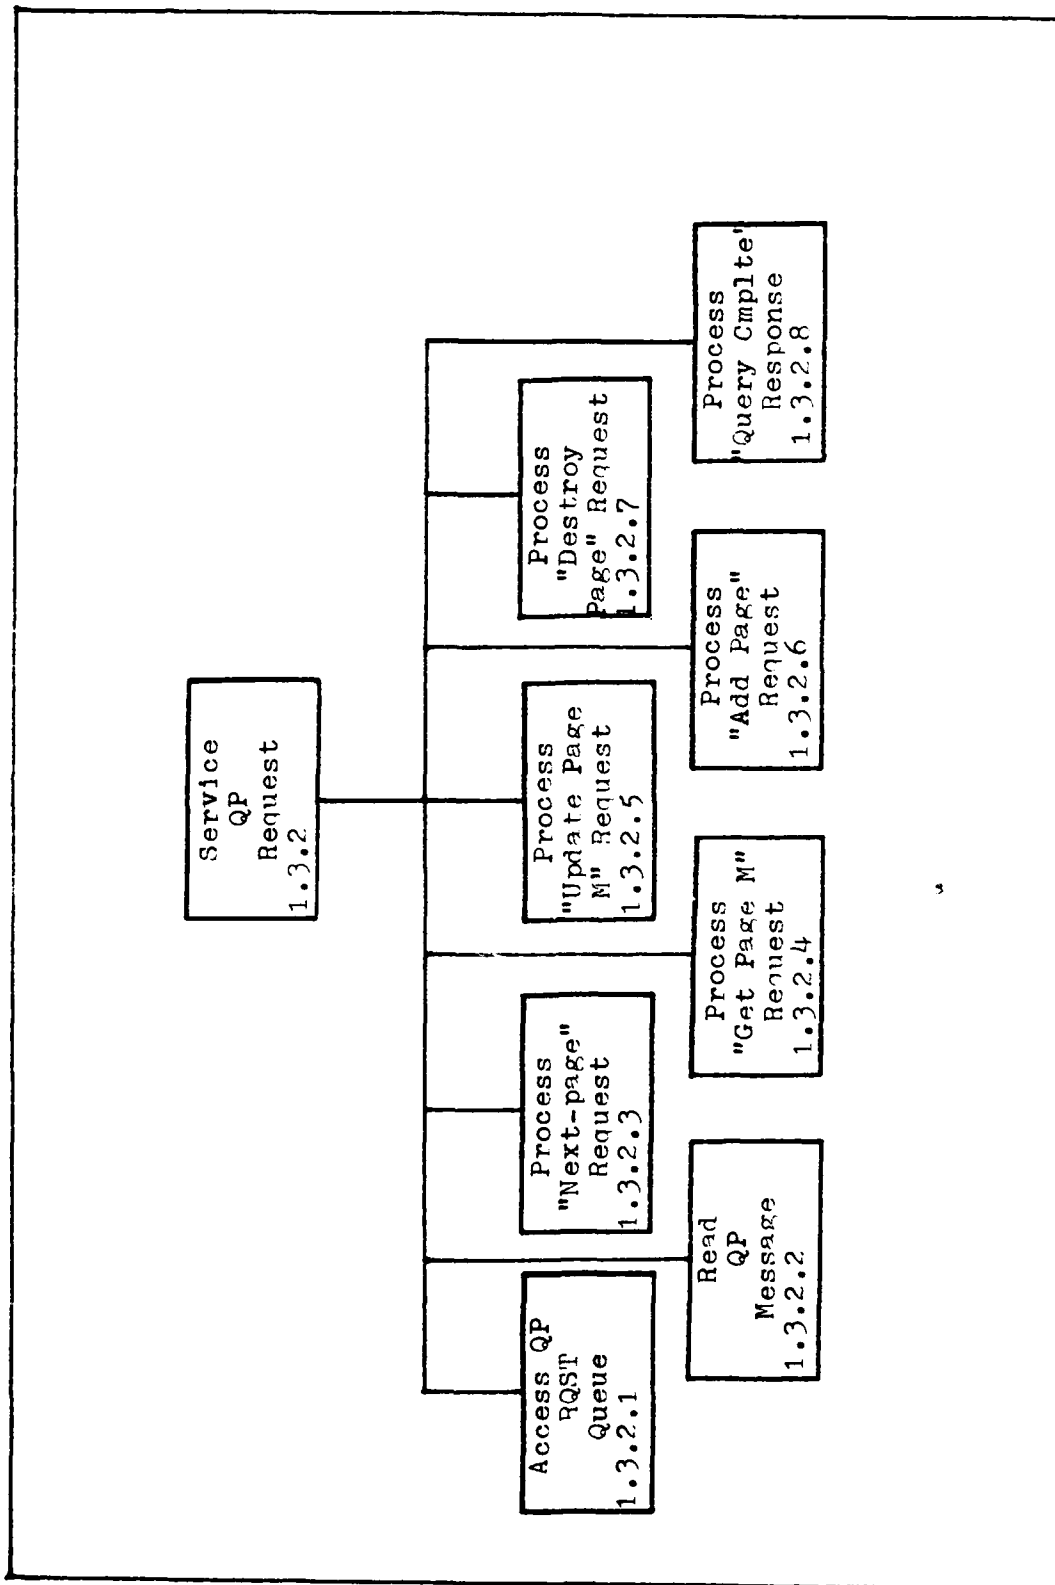 Service
QP
Request
1.3.2
Access QP
RQST
Queue
1.3.2.1
Read
QP
Message
1.3.2.2
Process
"Next-page"
Request
1.3.2.3
Process
"Get Page M"
Request
1.3.2.4
Process
"Update Page
M" Request
1.3.2.5
Process
"Add Page"
Request
1.3.2.6
Process
"Destroy
Page" Request
1.3.2.7
Process
"Query Cmplte"
Response
1.3.2.8